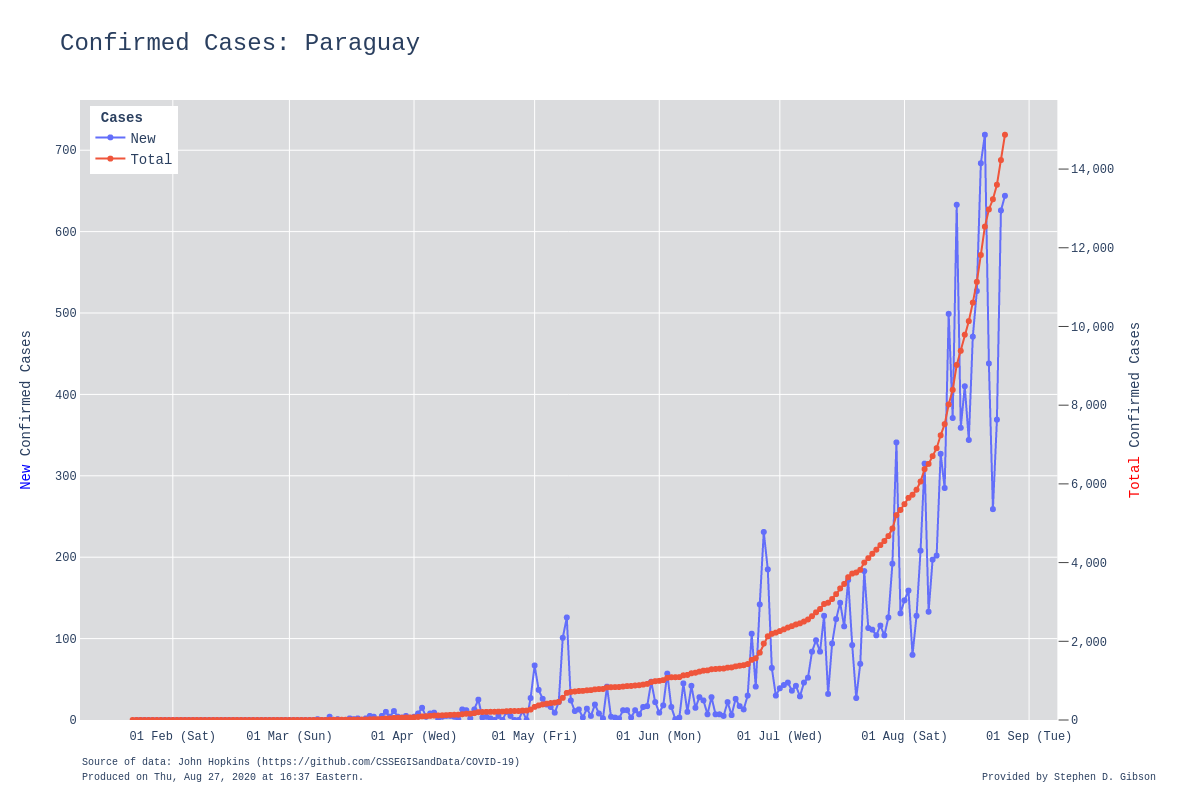 Confirmed Cases: Paraguay
Cases
New
Total
700
600
500
400
300
200
100
0
14,000
12,000
10,000
8,000
6,000
4,000
2,000
0
New Confirmed Cases
Total Confirmed Cases
01 Feb (Sat) 01 Mar (Sun) 01 Apr (Wed) 01 May (Fri) 01 Jun (Mon) 01 Jul (Wed) 01 Aug (Sat) 01 Sep (Tue)
Source of data: John Hopkins (https://github.com/CSSEGISandData/COVID-19)
Produced on Thu, Aug 27, 2020 at 16:37 Eastern.
Provided by Stephen D. Gibson